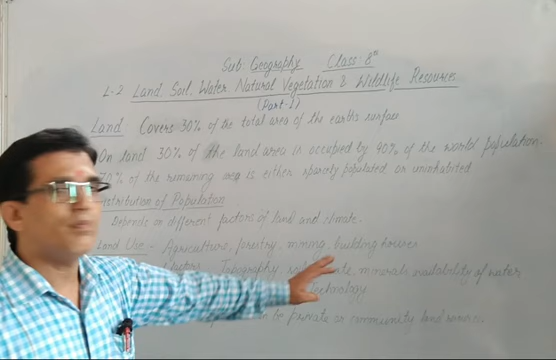 Sub: Geography Class: 8th
L-2 Land, Soil, Water Natural Vegetation & Wildlife Resources
(Part-1)
Land Covers 30% of the total area of the earth's surface
On land 30% of the land area is occupied by 90% of the world population.
70% of the remaining area is either sparsely populated or uninhabited
Distribution of Population
Depends on different factors of land and climate.
Land Use - Agriculture, forestry, mining, building houses
Topography, minerals availability of water
Technology
be private or community land